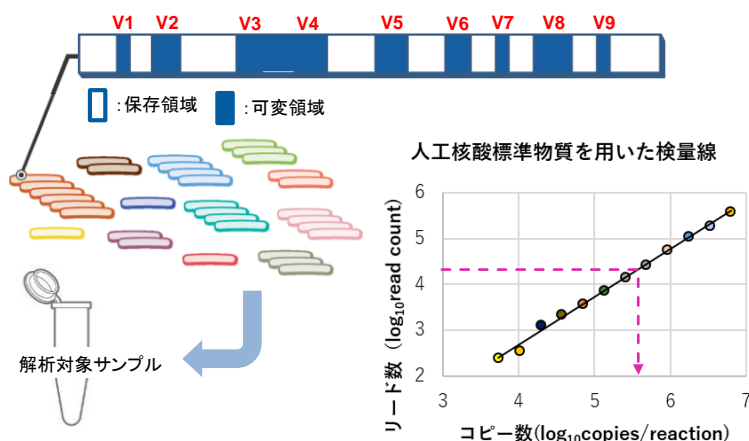 V1 V2 V3 V4 V5 V6 V7 V8 V9
：保存領域 ：可変領域
人工核酸標準物質を用いた検量線
リード数（log10read count）
6
5
4
3
2
3 4 5 6 7
コピー数(log10copies/reaction)
解析対象サンプル